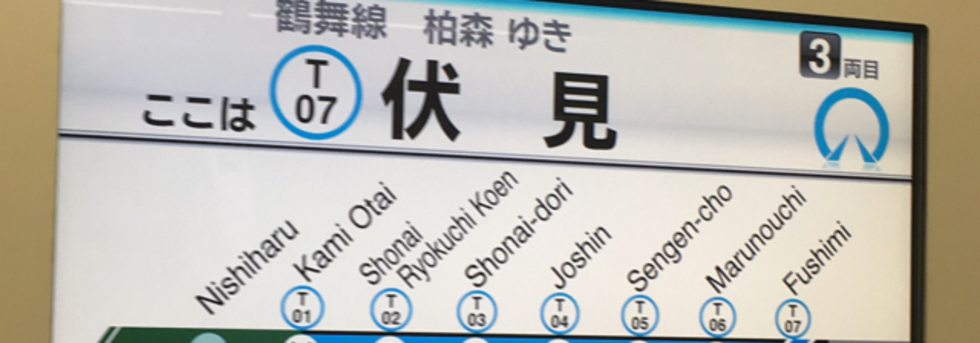 鶴舞線 柏森 ゆき
3 両目
ここは T 07 伏見
Nishiharu
Kami Otai
Shonai
Ryokuchi Koen
Shonai-dori
Joshin
Sengen-cho
Marunouchi
Fushimi
T 01
T 02
T 03
T 04
T 05
T 06
T 07